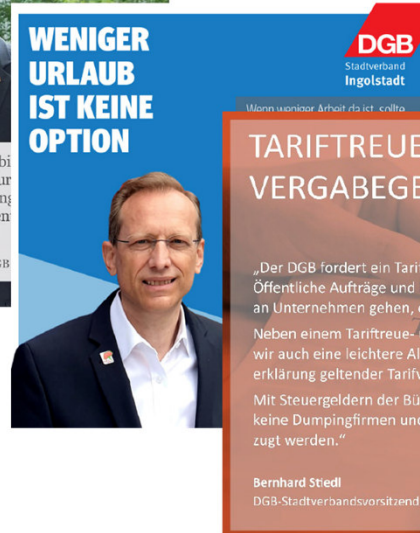 WENIGER
URLAUB
IST KEINE
OPTION
DGB
Stadtverband
Ingolstadt
Wenn weniger Arbeit da ist, sollte
TARIFTREUE
VERGABEGE
„Der DGB fordert ein Tarif
Öffentliche Aufträge und
an Unternehmen gehen,
Neben einem Tariftreue-
wir auch eine leichtere Al
erklärung geltender Tarifv
Mit Steuergeldern der Bü
keine Dumpingfirmen und
zugt werden.“
Bernhard Stiedl
DGB-Stadtverbandsvorsitzend